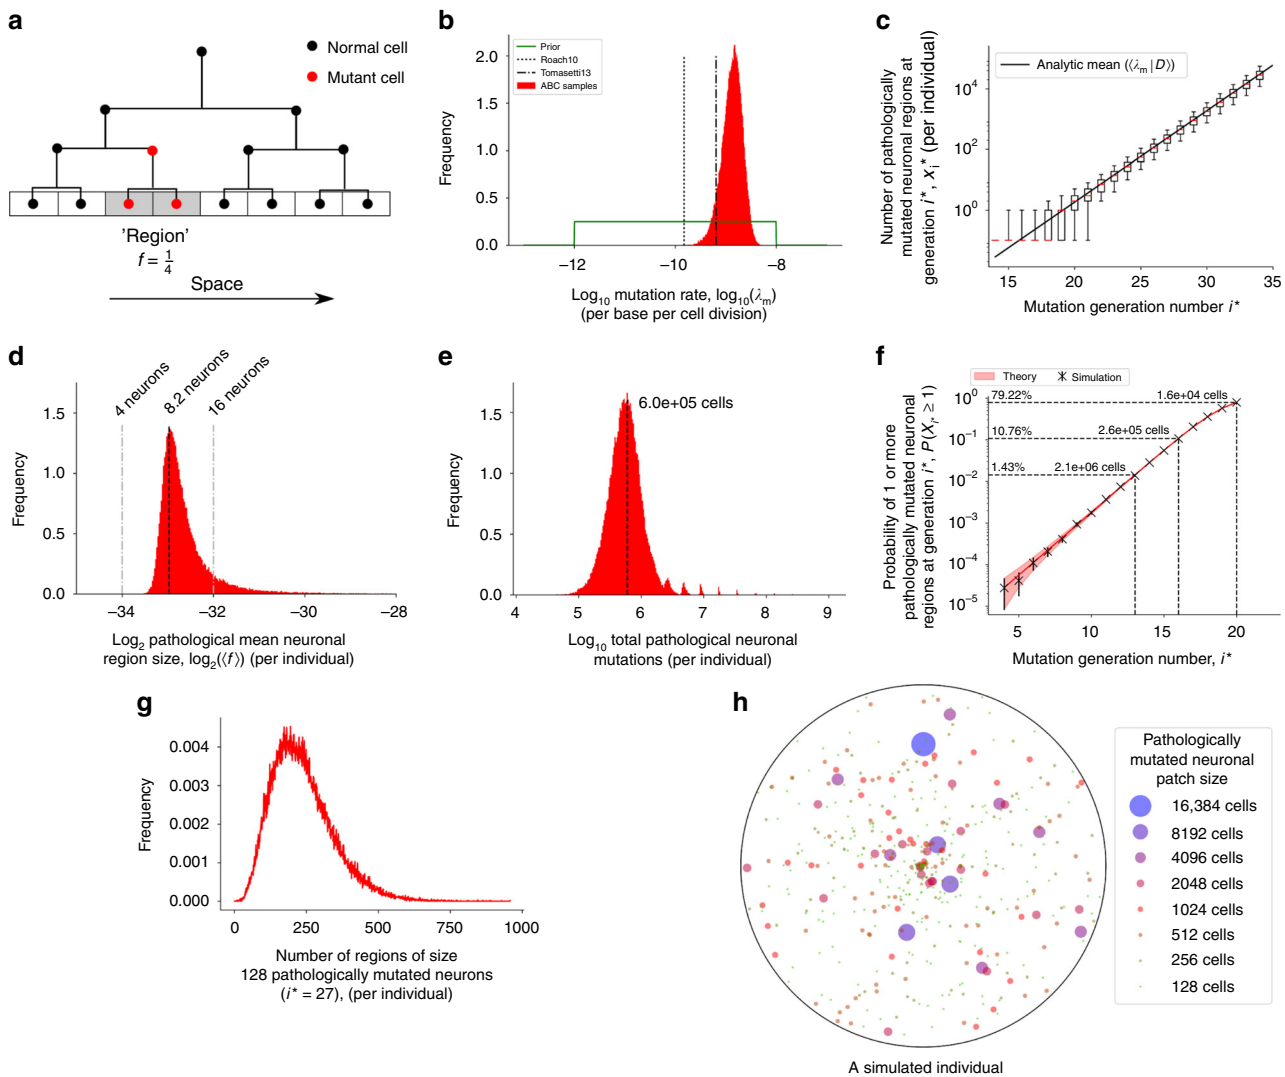 a
Normal cell
Mutant cell
'Region'
f = 1/4
Space
b
Frequency
2.0
1.5
1.0
0.5
0.0
Prior
Roach10
Tomasetti13
ABC samples
−12
−10
−8
Log10 mutation rate, log10(λm)
(per base per cell division)
c
Number of pathologically
mutated neuronal regions at
generation i*, xi* (per individual)
10^4
10^2
10^0
Analytic mean (⟨λm|D⟩)
15
20
25
30
35
Mutation generation number i*
d
Frequency
1.5
1.0
0.5
0.0
4 neurons
8.2 neurons
16 neurons
−34
−32
−30
−28
Log2 pathological mean neuronal
region size, log2(⟨f⟩) (per individual)
e
Frequency
1.5
1.0
0.5
0.0
6.0e+05 cells
4
5
6
7
8
9
Log10 total pathological neuronal
mutations (per individual)
f
Probability of 1 or more
pathologically mutated neuronal
regions at generation i*, P(Xi* ≥ 1)
Theory
Simulation
10^0
10^−1
10^−2
10^−3
10^−4
10^−5
79.22%
1.6e+04 cells
10.76%
2.6e+05 cells
1.43%
2.1e+06 cells
5
10
15
20
Mutation generation number, i*
g
Frequency
0.004
0.003
0.002
0.001
0.000
0
250
500
750
1000
Number of regions of size
128 pathologically mutated neurons
(i* = 27), (per individual)
h
A simulated individual
Pathologically
mutated neuronal
patch size
16,384 cells
8192 cells
4096 cells
2048 cells
1024 cells
512 cells
256 cells
128 cells